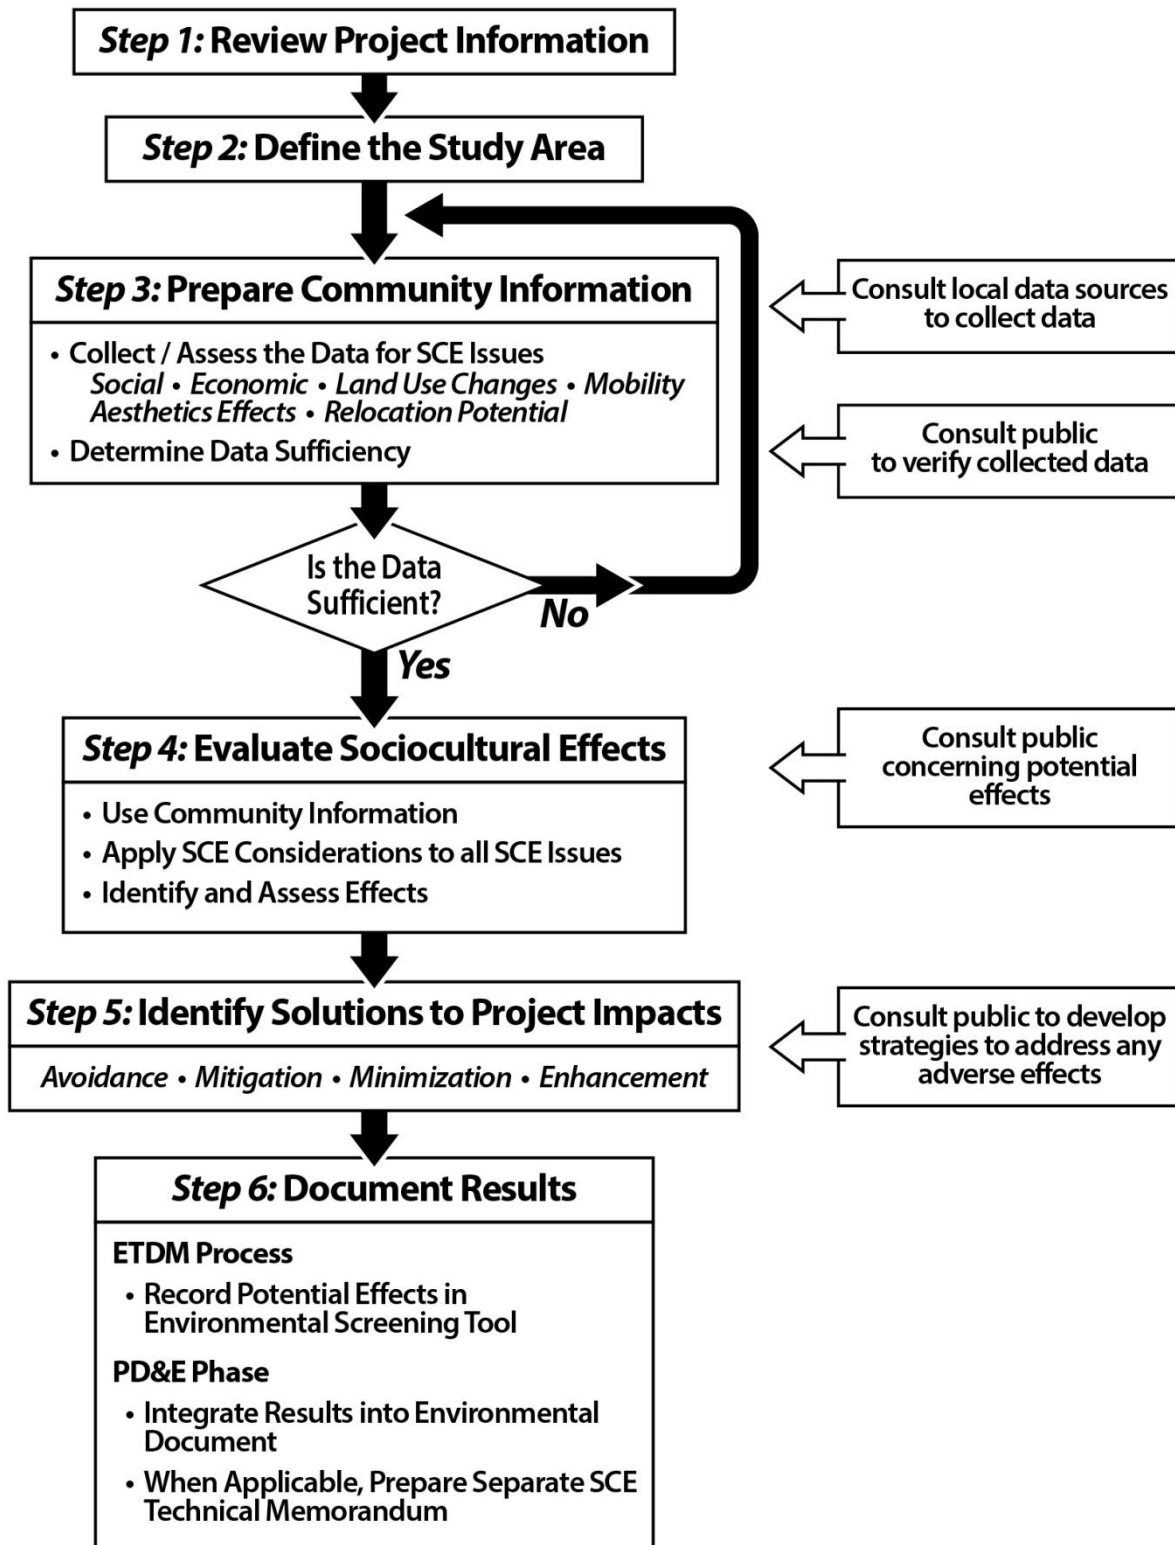 Step 1: Review Project Information
Step 2: Define the Study Area
Step 3: Prepare Community Information
• Collect / Assess the Data for SCE Issues
Social • Economic • Land Use Changes • Mobility
Aesthetics Effects • Relocation Potential
• Determine Data Sufficiency
Consult local data sources
to collect data
Consult public
to verify collected data
Is the Data
Sufficient?
No
Yes
Step 4: Evaluate Sociocultural Effects
• Use Community Information
• Apply SCE Considerations to all SCE Issues
• Identify and Assess Effects
Consult public
concerning potential
effects
Step 5: Identify Solutions to Project Impacts
Avoidance • Mitigation • Minimization • Enhancement
Consult public to develop
strategies to address any
adverse effects
Step 6: Document Results
ETDM Process
• Record Potential Effects in
Environmental Screening Tool
PD&E Phase
• Integrate Results into Environmental
Document
• When Applicable, Prepare Separate SCE
Technical Memorandum